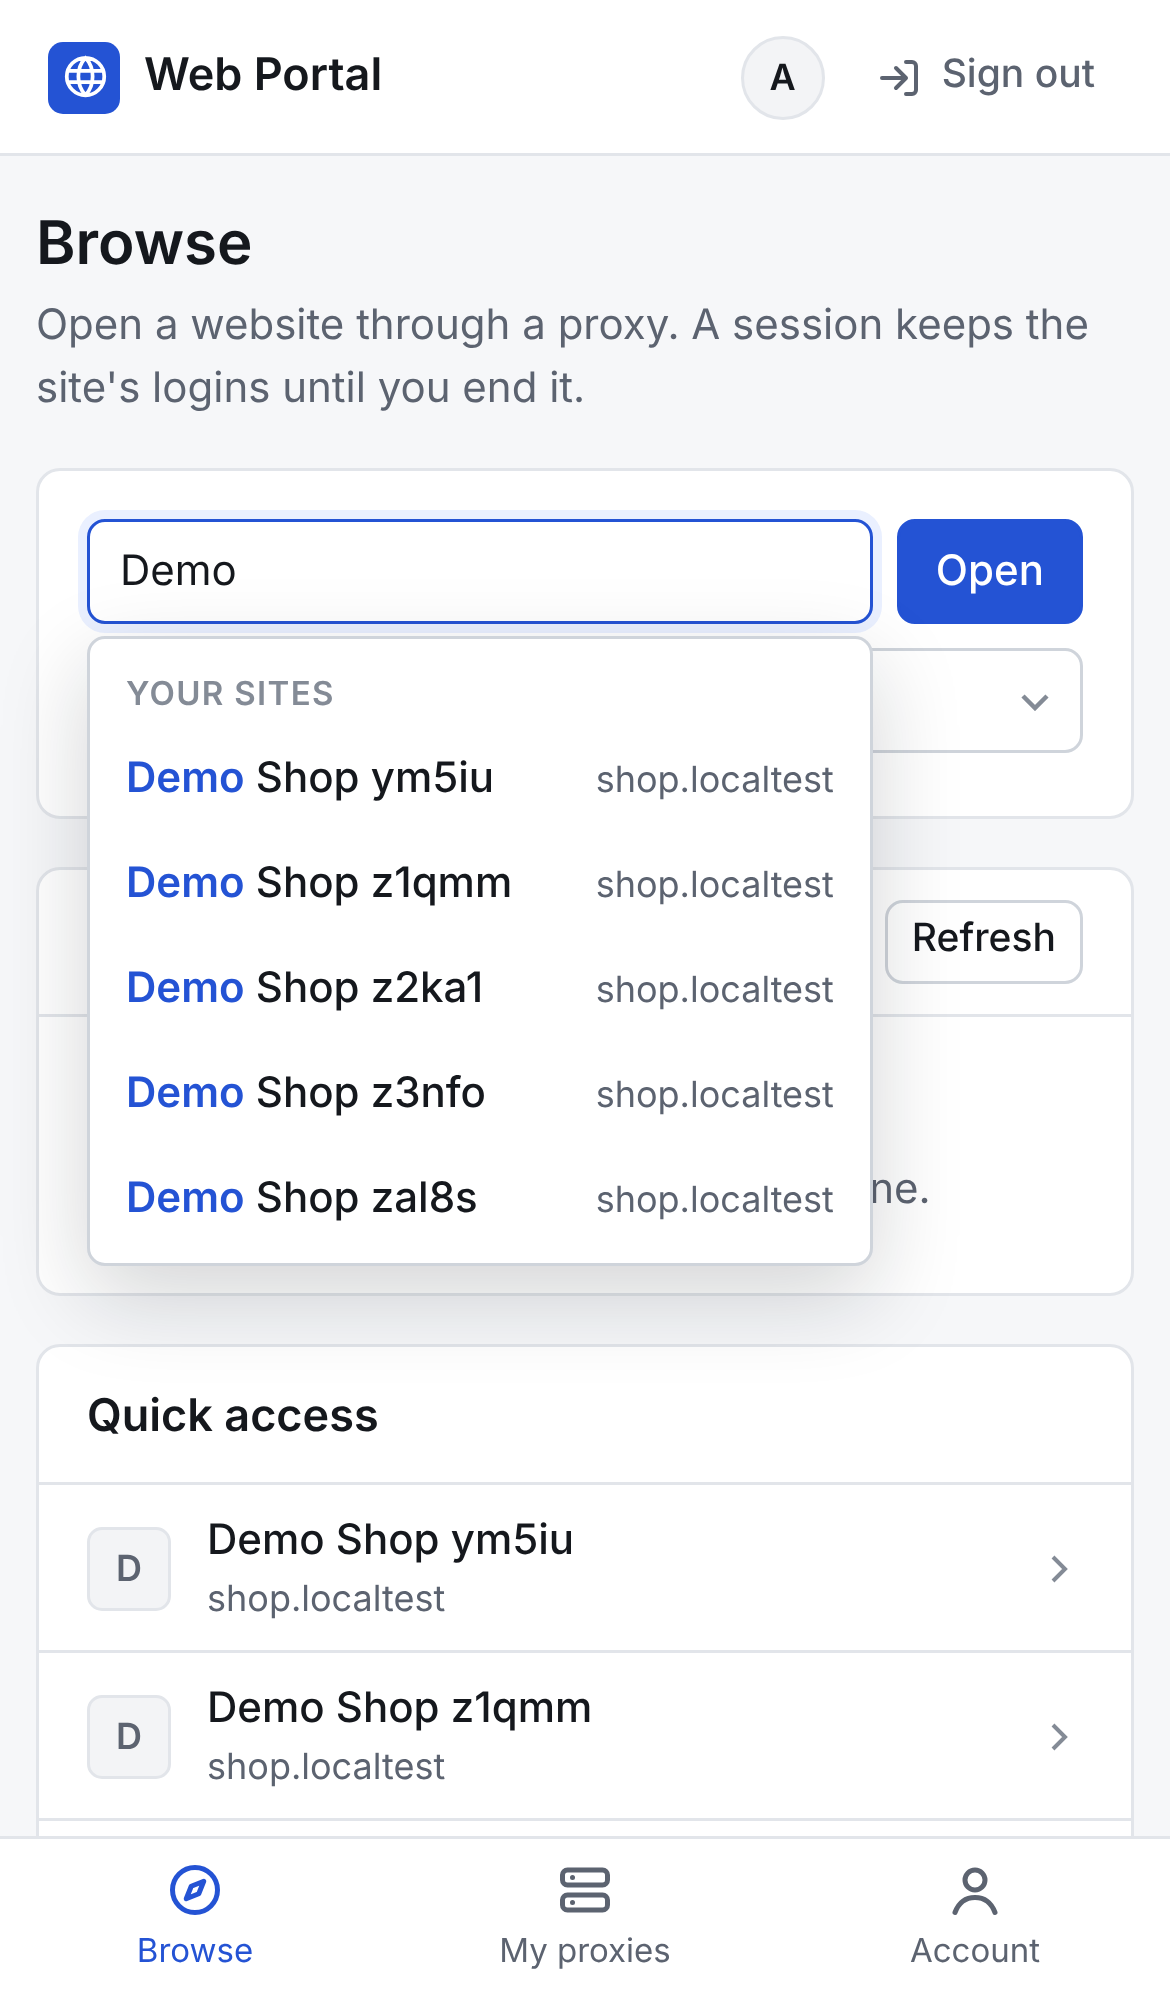 Web Portal
A
Sign out
Browse
Open a website through a proxy. A session keeps the
site's logins until you end it.
Demo
Open
YOUR SITES
Demo Shop ym5iu shop.localtest
Demo Shop z1qmm shop.localtest
Refresh
Demo Shop z2ka1 shop.localtest
Demo Shop z3nfo shop.localtest
Demo Shop zal8s shop.localtest
Quick access
D
Demo Shop ym5iu
shop.localtest
D
Demo Shop z1qmm
shop.localtest
Browse
My proxies
Account